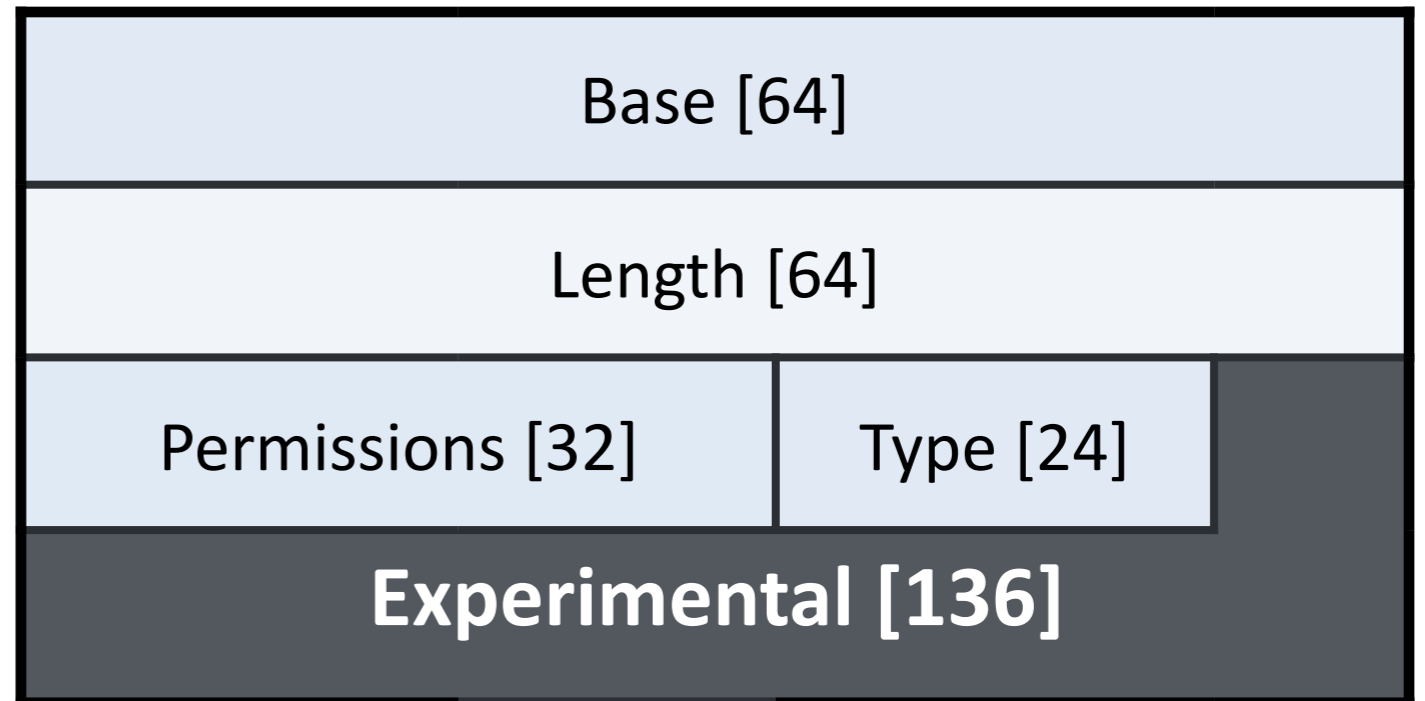 Base [64]
Length [64]
Permissions [32] Type [24]
Experimental [136]